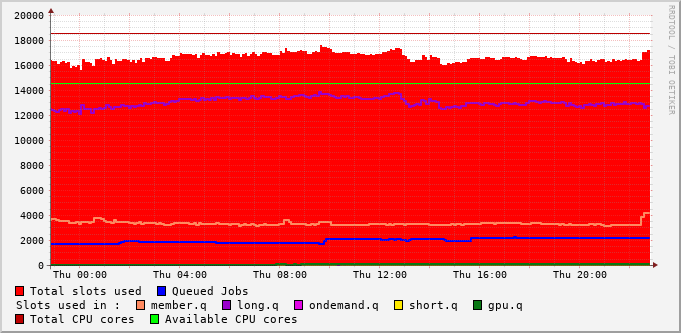 20000
18000
16000
14000
12000
10000
8000
6000
4000
2000
0
Thu 00:00 Thu 04:00 Thu 08:00 Thu 12:00 Thu 16:00 Thu 20:00
Total slots used Queued Jobs
Slots used in : member.q long.q ondemand.q short.q gpu.q
Total CPU cores Available CPU cores
RRDTOOL / TOBI OETIKER